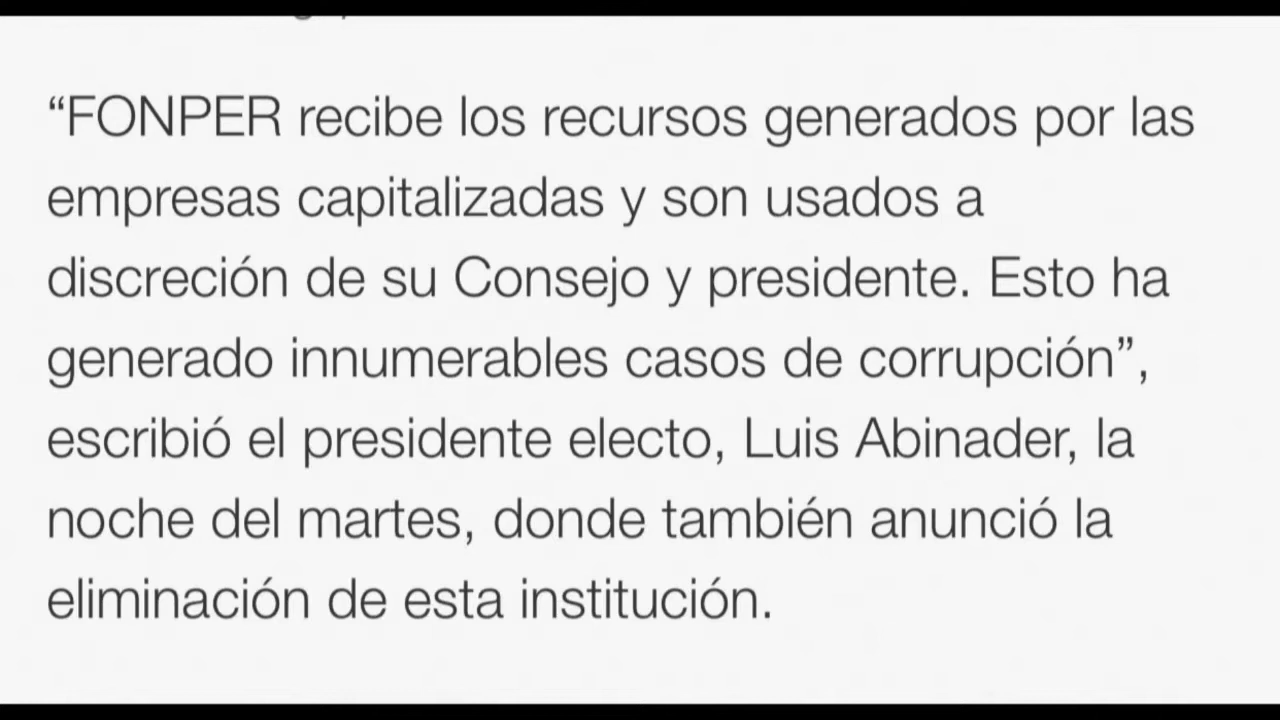 “FONPER recibe los recursos generados por las
empresas capitalizadas y son usados a
discreción de su Consejo y presidente. Esto ha
generado innumerables casos de corrupción”,
escribió el presidente electo, Luis Abinader, la
noche del martes, donde también anunció la
eliminación de esta institución.